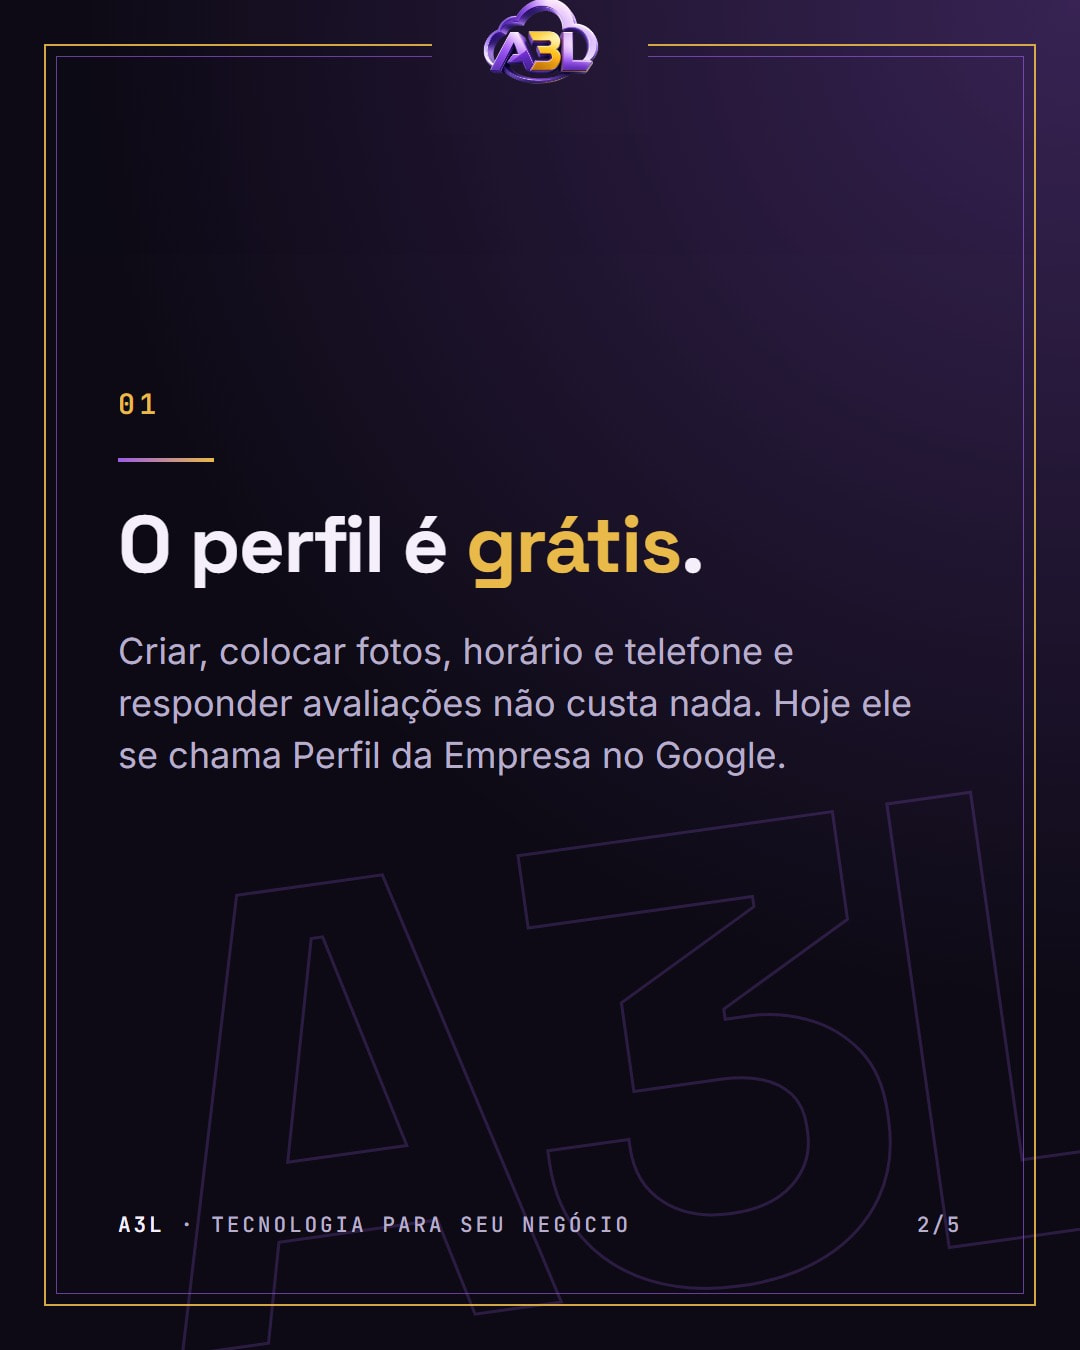 A3L
01
O perfil é grátis.
Criar, colocar fotos, horário e telefone e
responder avaliações não custa nada. Hoje ele
se chama Perfil da Empresa no Google.
A3L
A3L · TECNOLOGIA PARA SEU NEGÓCIO
2/5